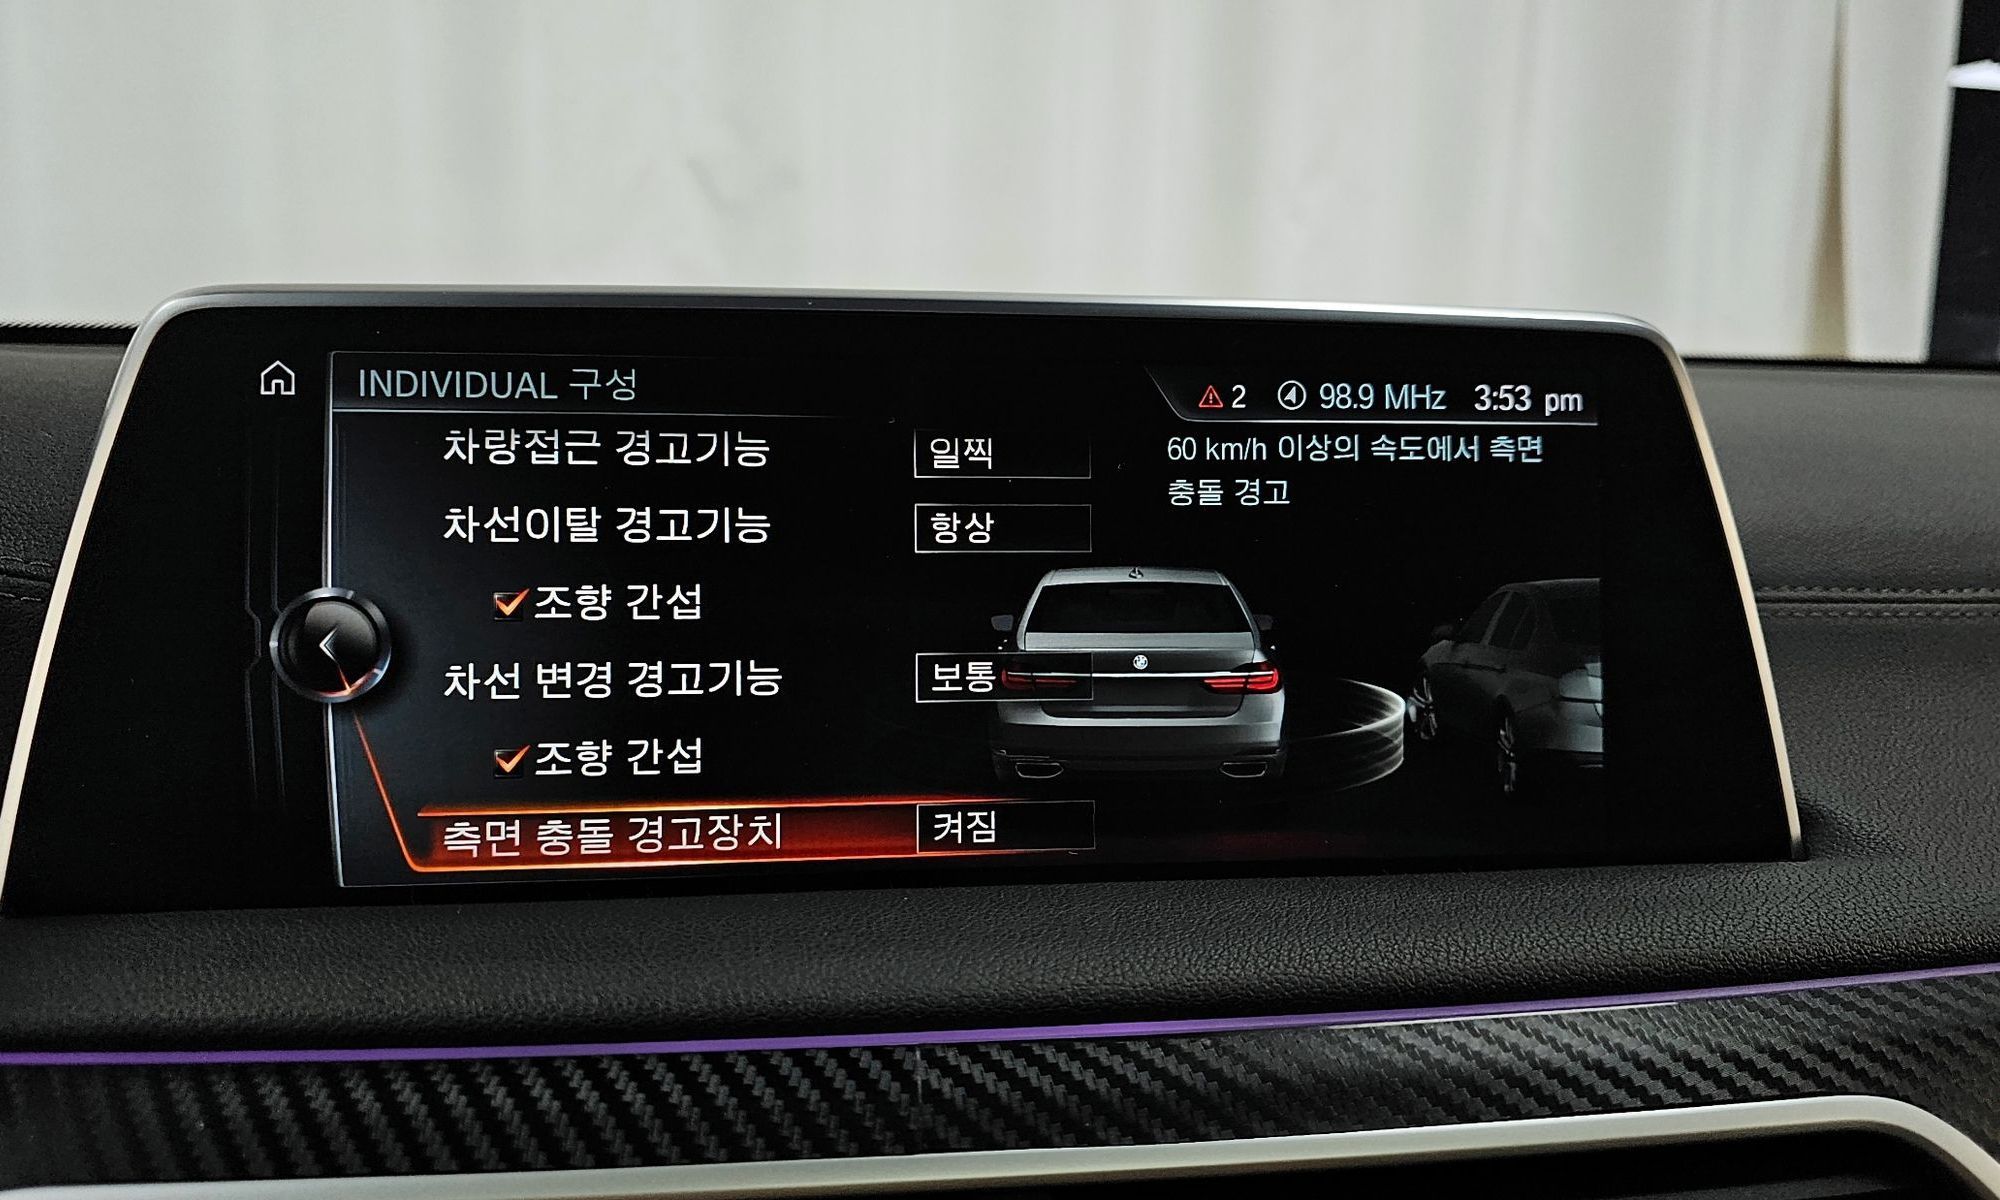 INDIVIDUAL 구성
2 98.9 MHz 3:53 pm
차량접근 경고기능 일찍
차선이탈 경고기능 항상
조향 간섭
차선 변경 경고기능 보통
조향 간섭
측면 충돌 경고장치 켜짐
60 km/h 이상의 속도에서 측면
충돌 경고